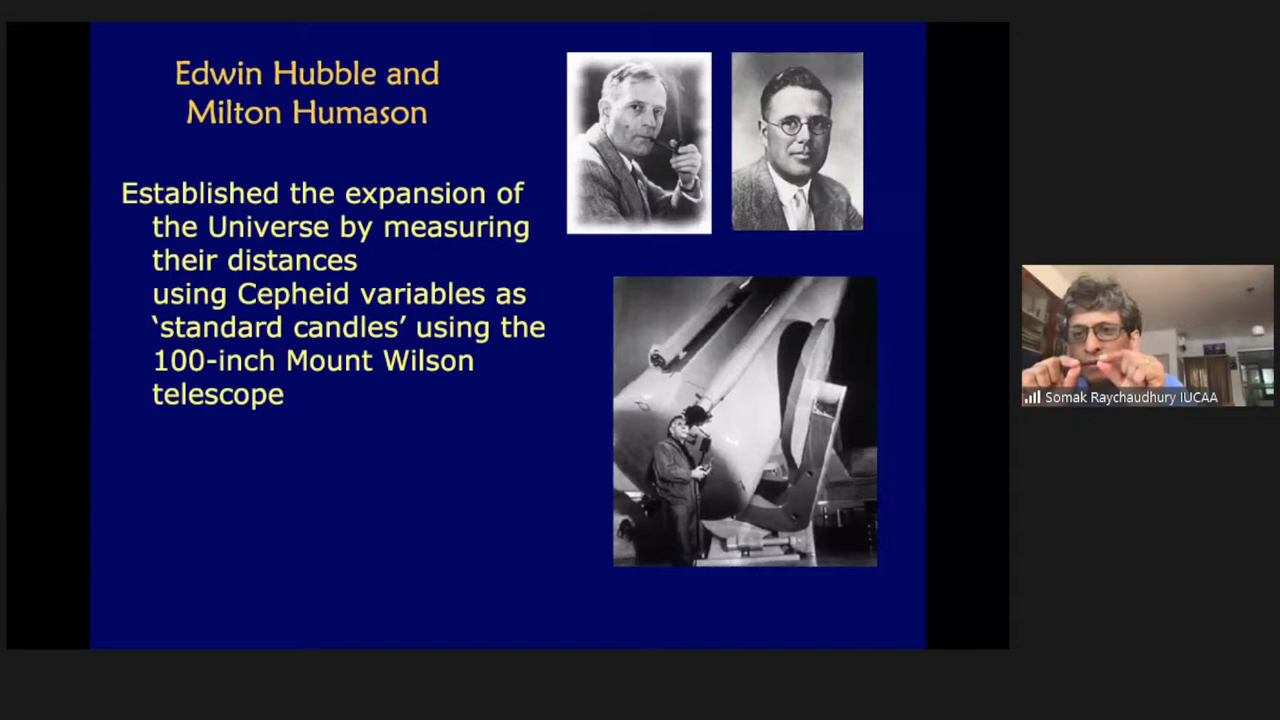 Edwin Hubble and
Milton Humason
Established the expansion of
the Universe by measuring
their distances
using Cepheid variables as
‘standard candles’ using the
100-inch Mount Wilson
telescope
Somak Raychaudhury IUCAA